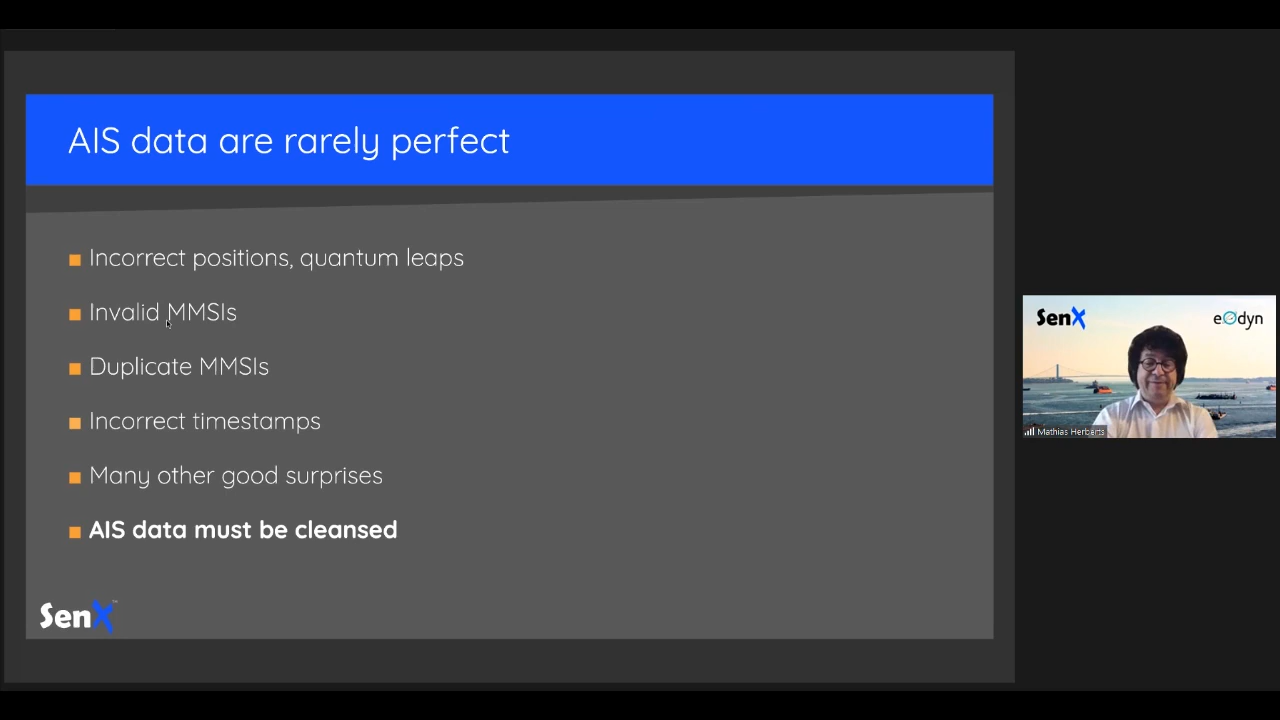 AIS data are rarely perfect
Incorrect positions, quantum leaps
Invalid MMSIs
Duplicate MMSIs
Incorrect timestamps
Many other good surprises
AIS data must be cleansed
SenX™
SenX
eOdyn
Mathias Herberts